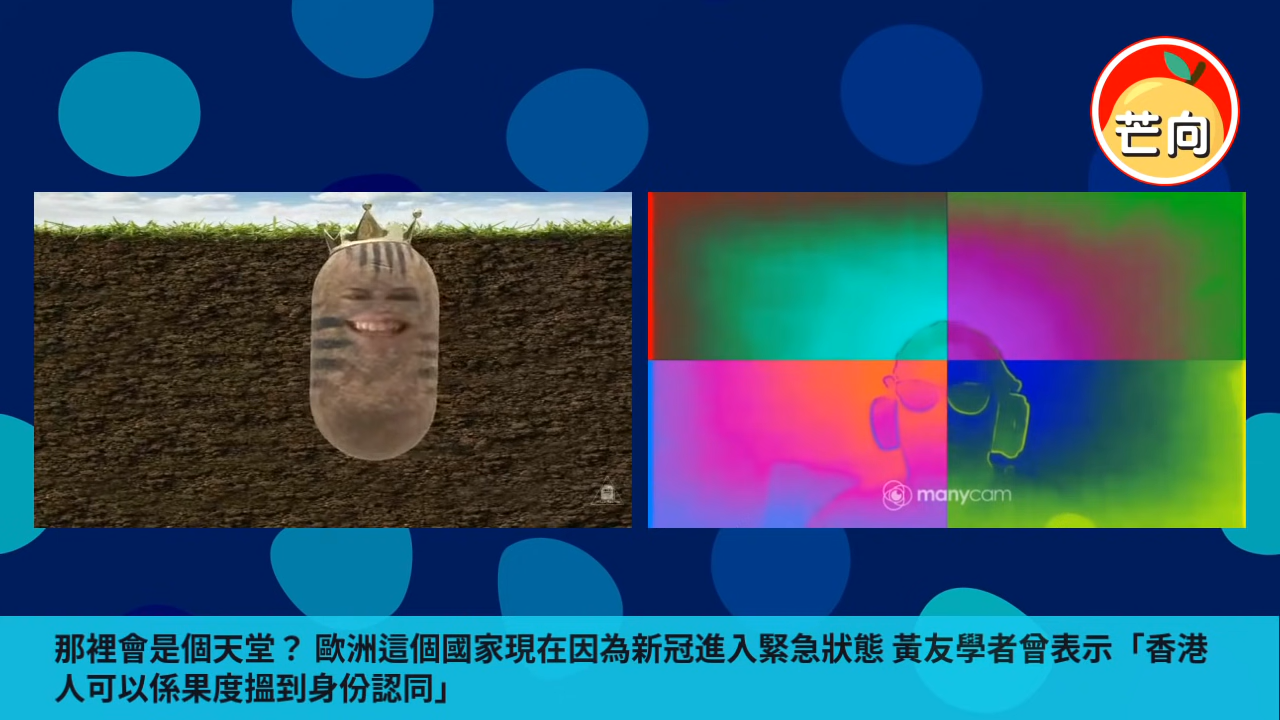 芒向
manycam
那裡會是個天堂？ 歐洲這個國家現在因為新冠進入緊急狀態 黃友學者曾表示「香港
人可以係果度搵到身份認同」